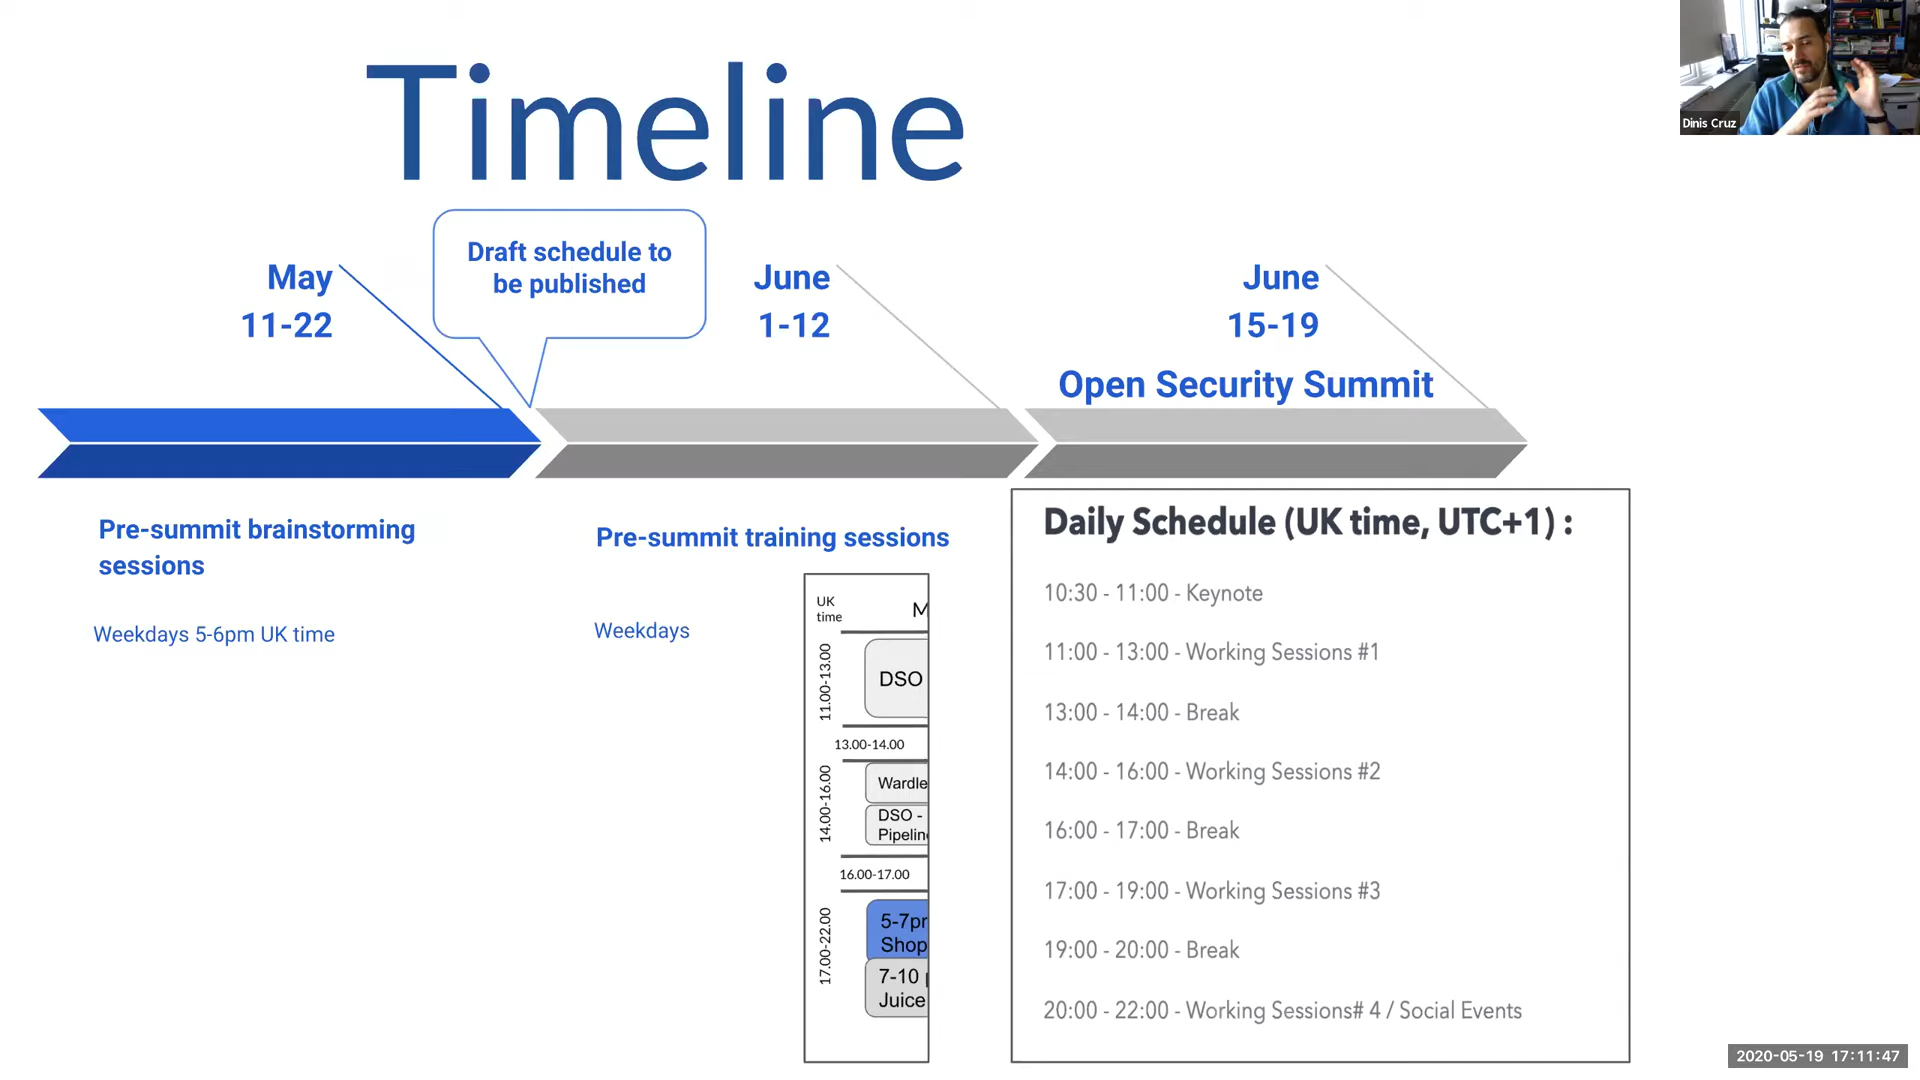 Timeline
Dinis Cruz
May
11-22
Draft schedule to
be published
June
1-12
June
15-19
Open Security Summit
Pre-summit brainstorming
sessions
Weekdays 5-6pm UK time
Pre-summit training sessions
Weekdays
UK
time
11.00-13.00
DSO
13.00-14.00
14.00-16.00
DSO -
16.00-17.00
17.00-22.00
7-10
Juice
Daily Schedule (UK time, UTC+1) :
10:30 - 11:00 - Keynote
11:00 - 13:00 - Working Sessions #1
13:00 - 14:00 - Break
14:00 - 16:00 - Working Sessions #2
16:00 - 17:00 - Break
17:00 - 19:00 - Working Sessions #3
19:00 - 20:00 - Break
20:00 - 22:00 - Working Sessions# 4 / Social Events
2020-05-19 17:11:47